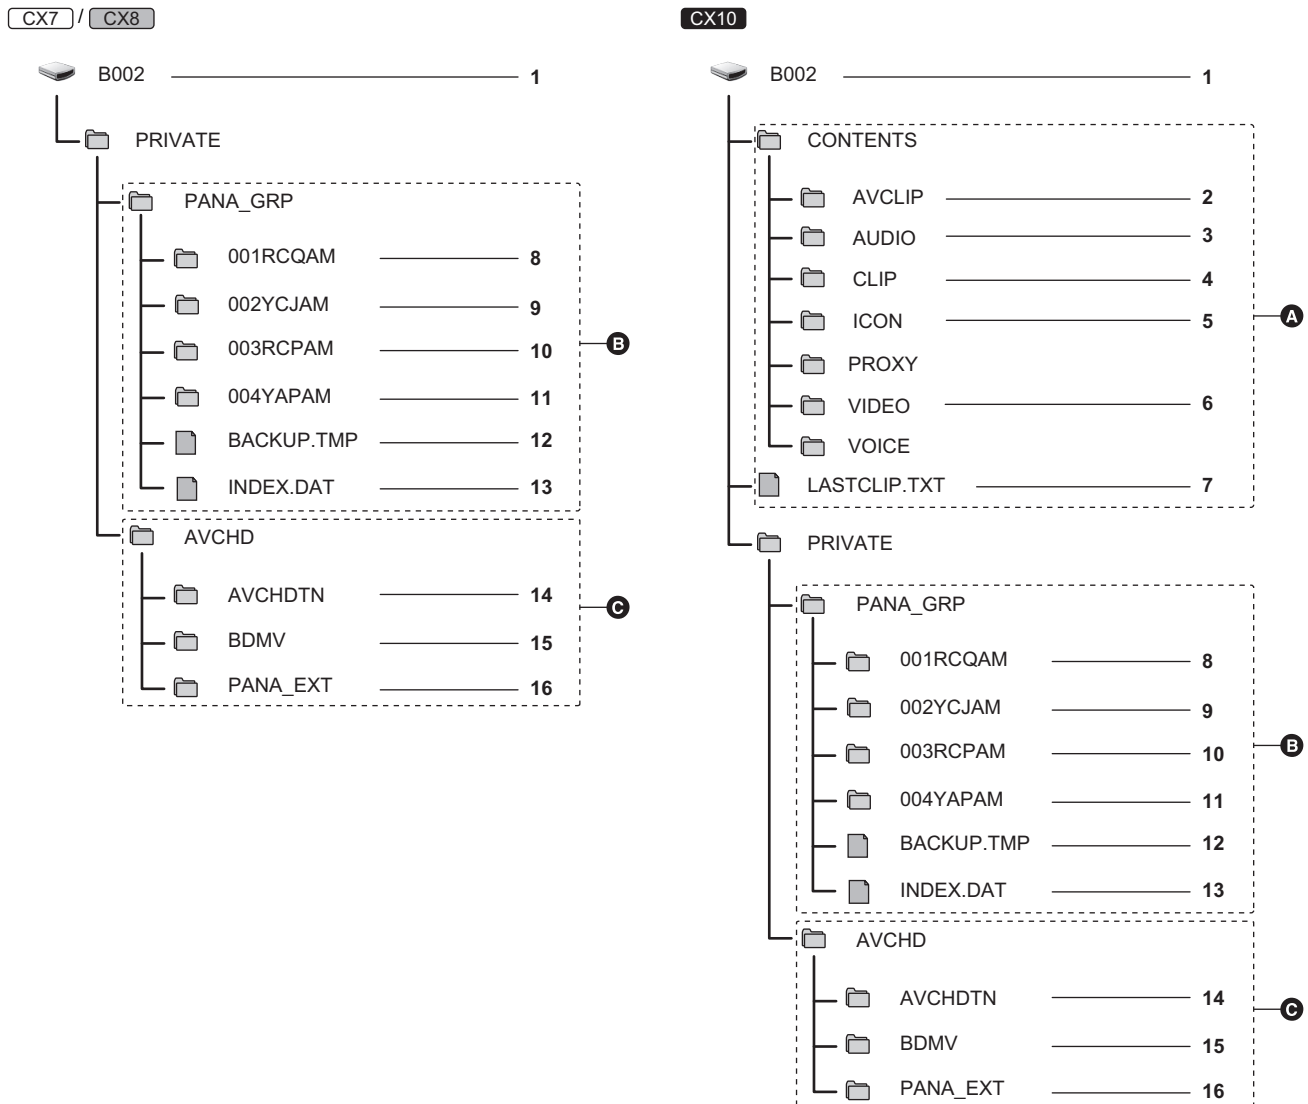 CX7 / CX8
B002 1
PRIVATE
PANA_GRP
001RCQAM 8
002YCJAM 9
003RCPAM 10
004YAPAM 11
BACKUP.TMP 12
INDEX.DAT 13
B
AVCHD
AVCHDTN 14
BDMV 15
PANA_EXT 16
C
CX10
B002 1
CONTENTS
AVCLIP 2
AUDIO 3
CLIP 4
ICON 5
PROXY
VIDEO 6
VOICE
LASTCLIP.TXT 7
A
PRIVATE
PANA_GRP
001RCQAM 8
002YCJAM 9
003RCPAM 10
004YAPAM 11
BACKUP.TMP 12
INDEX.DAT 13
B
AVCHD
AVCHDTN 14
BDMV 15
PANA_EXT 16
C